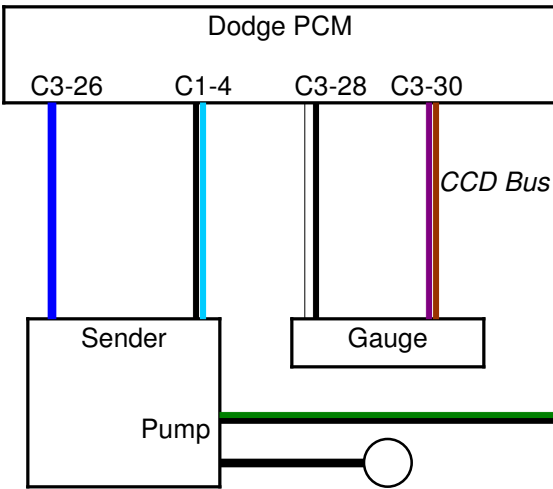 Dodge PCM
C3-26 C1-4 C3-28 C3-30
CCD Bus
Sender Gauge
Pump